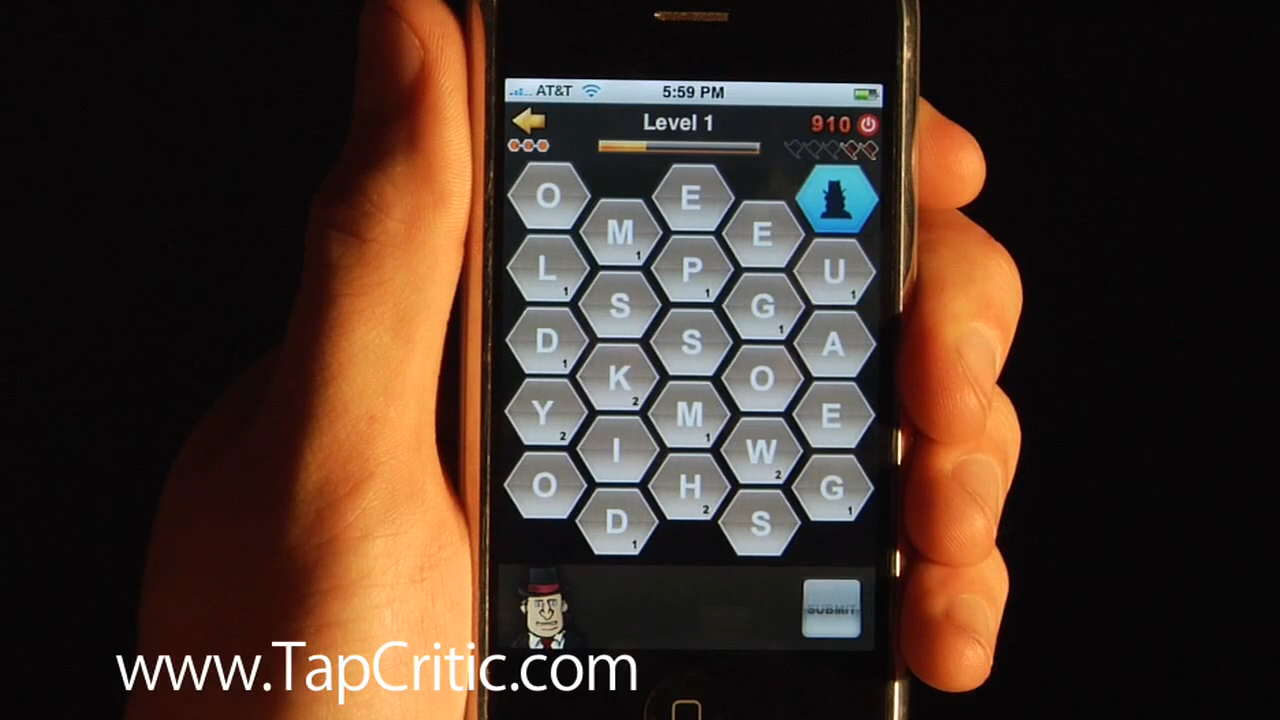 AT&T 5:59 PM
Level 1 910
O E
M E
L 1 P 1 U 1
S G 1
D 1 S A
K 2 O
Y 2 M 1 E
I W 2
O H 2 G 1
D 1 S
SUBMIT
www.TapCritic.com